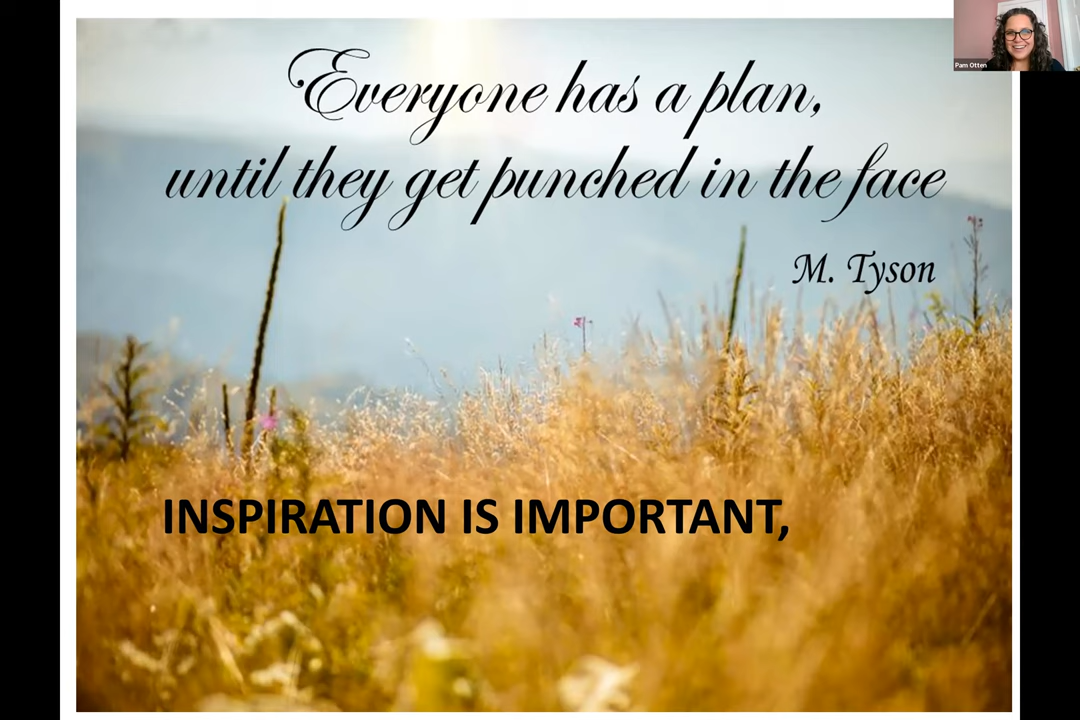 Everyone has a plan,
until they get punched in the face
M. Tyson
INSPIRATION IS IMPORTANT,
Pam Otten